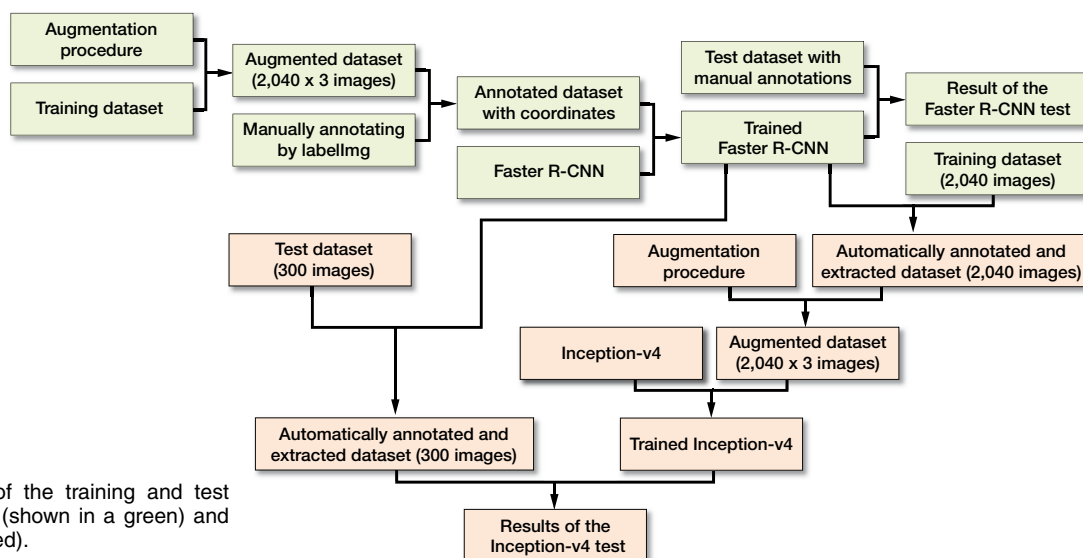 Augmentation
procedure
Training dataset
Augmented dataset
(2,040 x 3 images)
Manually annotating
by labelImg
Annotated dataset
with coordinates
Faster R-CNN
Test dataset with
manual annotations
Trained
Faster R-CNN
Result of the
Faster R-CNN test
Training dataset
(2,040 images)
Test dataset
(300 images)
Augmentation
procedure
Automatically annotated and
extracted dataset (2,040 images)
Inception-v4
Augmented dataset
(2,040 x 3 images)
Automatically annotated and
extracted dataset (300 images)
Trained Inception-v4
Results of the
Inception-v4 test
of the training and test
(shown in a green) and
ed).